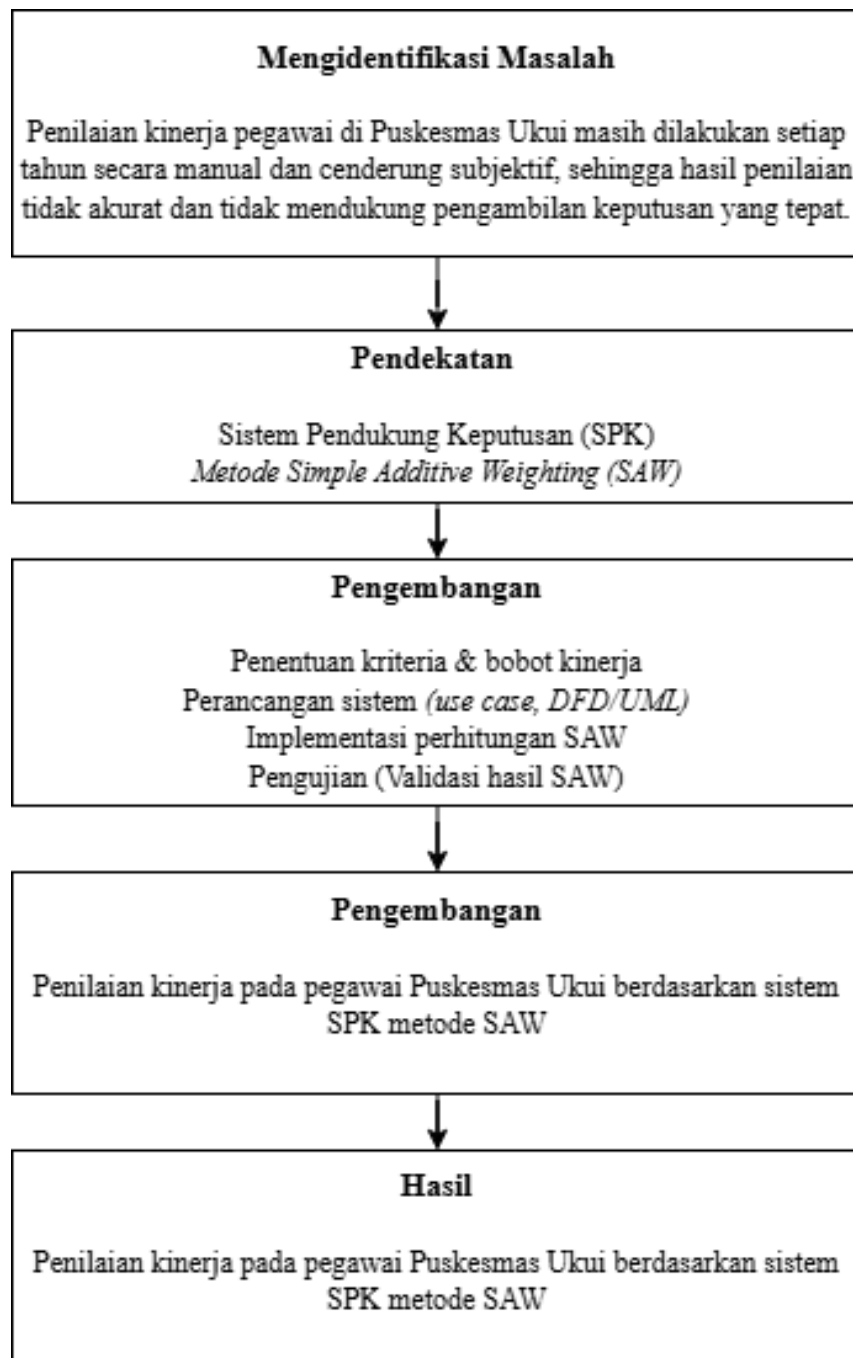 Mengidentifikasi Masalah
Penilaian kinerja pegawai di Puskesmas Ukui masih dilakukan setiap
tahun secara manual dan cenderung subjektif, sehingga hasil penilaian
tidak akurat dan tidak mendukung pengambilan keputusan yang tepat.
Pendekatan
Sistem Pendukung Keputusan (SPK)
Metode Simple Additive Weighting (SAW)
Pengembangan
Penentuan kriteria & bobot kinerja
Perancangan sistem (use case, DFD/UML)
Implementasi perhitungan SAW
Pengujian (Validasi hasil SAW)
Pengembangan
Penilaian kinerja pada pegawai Puskesmas Ukui berdasarkan sistem
SPK metode SAW
Hasil
Penilaian kinerja pada pegawai Puskesmas Ukui berdasarkan sistem
SPK metode SAW